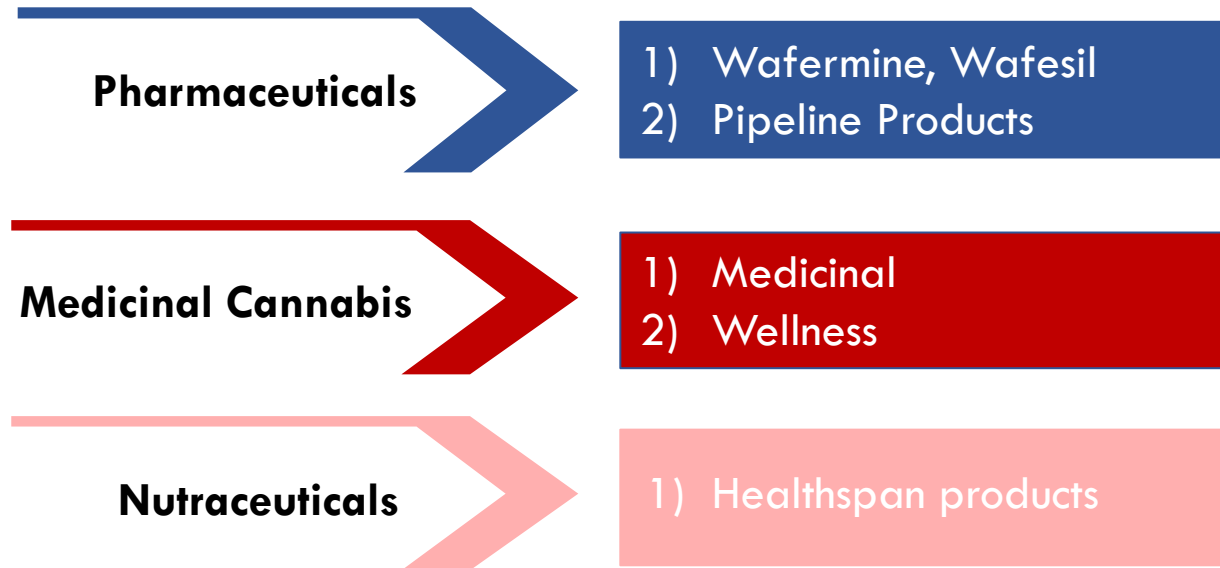 Pharmaceuticals
1) Wafermine, Wafesil
2) Pipeline Products
Medicinal Cannabis
1) Medicinal
2) Wellness
Nutraceuticals
1) Healthspan products